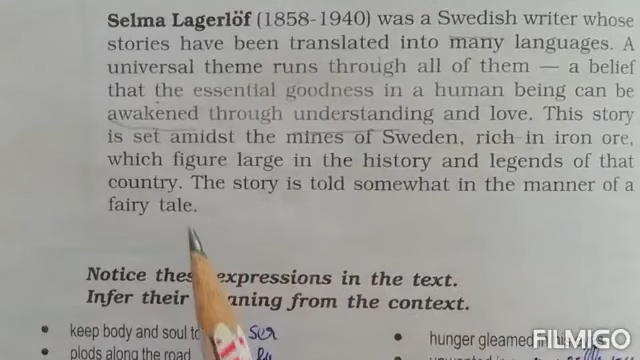 Selma Lagerlöf (1858-1940) was a Swedish writer whose
stories have been translated into many languages. A
universal theme runs through all of them — a belief
that the essential goodness in a human being can be
awakened through understanding and love. This story
is set amidst the mines of Sweden, rich in iron ore,
which figure large in the history and legends of that
country. The story is told somewhat in the manner of a
fairy tale.
Notice thes expressions in the text.
Infer their aning from the context.
• keep body and soul to
• hunger gleamed in
• plods along the road
FILMIGO